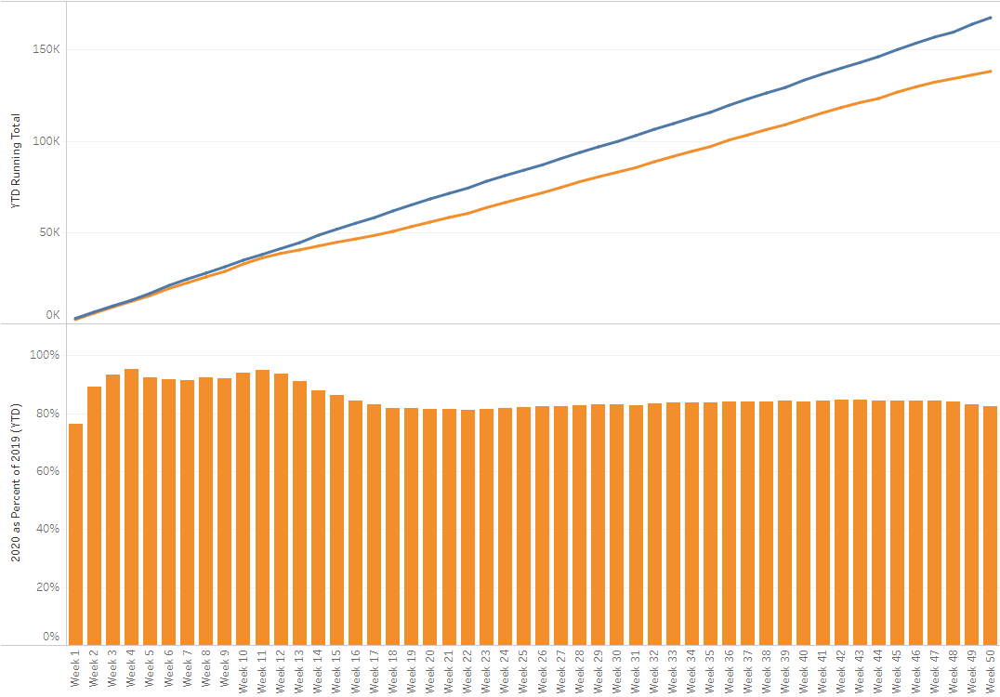 YTD Running Total
150K
100K
50K
0K
2020 as Percent of 2019 (YTD)
100%
80%
60%
40%
20%
0%
Week 1
Week 2
Week 3
Week 4
Week 5
Week 6
Week 7
Week 8
Week 9
Week 10
Week 11
Week 12
Week 13
Week 14
Week 15
Week 16
Week 17
Week 18
Week 19
Week 20
Week 21
Week 22
Week 23
Week 24
Week 25
Week 26
Week 27
Week 28
Week 29
Week 30
Week 31
Week 32
Week 33
Week 34
Week 35
Week 36
Week 37
Week 38
Week 39
Week 40
Week 41
Week 42
Week 43
Week 44
Week 45
Week 46
Week 47
Week 48
Week 49
Week 50